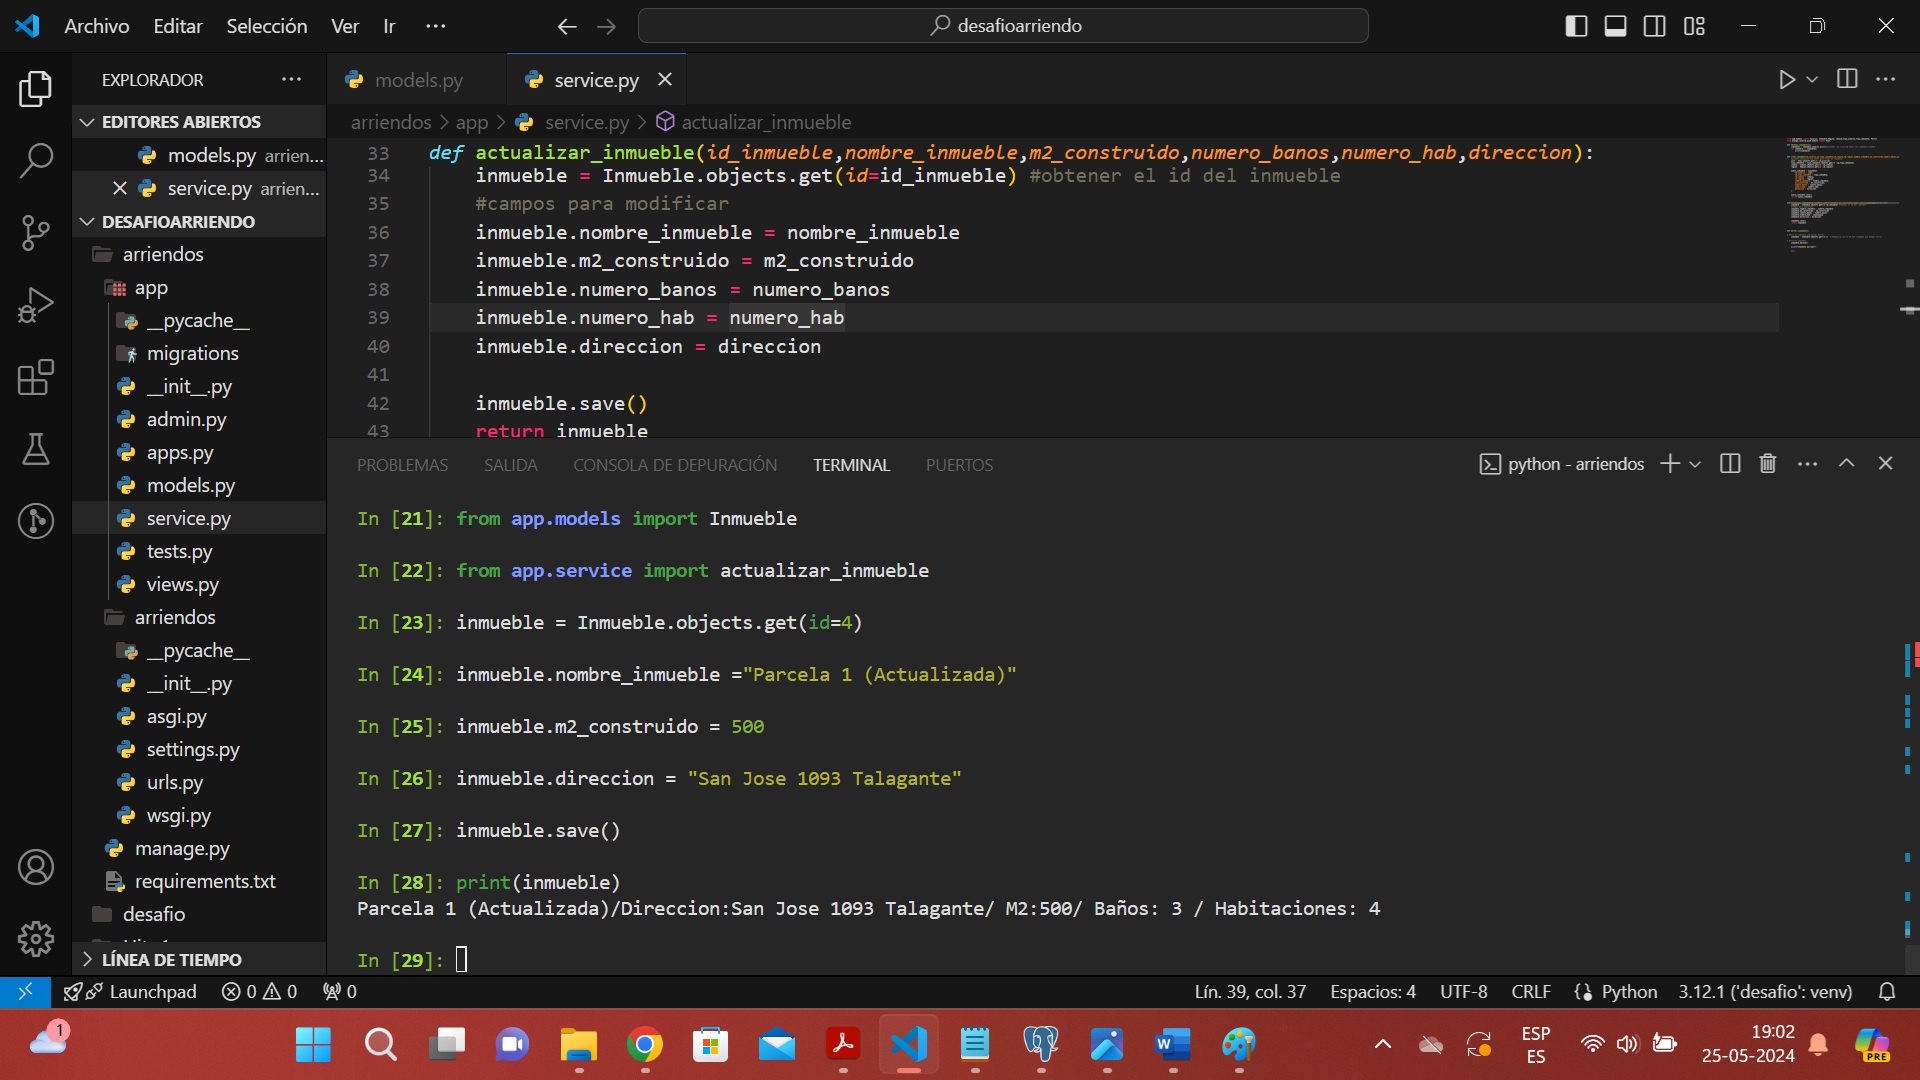 Archivo Editar Selección Ver Ir ··· desafioarriendo
EXPLORADOR ···
EDITORES ABIERTOS
models.py arrien...
service.py arrien...
DESAFIOARRIENDO
arriendos
app
__pycache__
migrations
__init__.py
admin.py
apps.py
models.py
service.py
tests.py
views.py
arriendos
__pycache__
__init__.py
asgi.py
settings.py
urls.py
wsgi.py
manage.py
requirements.txt
desafio
LÍNEA DE TIEMPO
models.py service.py
arriendos > app > service.py > actualizar_inmueble
33 def actualizar_inmueble(id_inmueble,nombre_inmueble,m2_construido,numero_banos,numero_hab,direccion):
34 inmueble = Inmueble.objects.get(id=id_inmueble) #obtener el id del inmueble
35 #campos para modificar
36 inmueble.nombre_inmueble = nombre_inmueble
37 inmueble.m2_construido = m2_construido
38 inmueble.numero_banos = numero_banos
39 inmueble.numero_hab = numero_hab
40 inmueble.direccion = direccion
41
42 inmueble.save()
43 return inmueble
PROBLEMAS SALIDA CONSOLA DE DEPURACIÓN TERMINAL PUERTOS python - arriendos
In [21]: from app.models import Inmueble
In [22]: from app.service import actualizar_inmueble
In [23]: inmueble = Inmueble.objects.get(id=4)
In [24]: inmueble.nombre_inmueble ="Parcela 1 (Actualizada)"
In [25]: inmueble.m2_construido = 500
In [26]: inmueble.direccion = "San Jose 1093 Talagante"
In [27]: inmueble.save()
In [28]: print(inmueble)
Parcela 1 (Actualizada)/Direccion:San Jose 1093 Talagante/ M2:500/ Baños: 3 / Habitaciones: 4
In [29]:
Launchpad 0 0 0 Lín. 39, col. 37 Espacios: 4 UTF-8 CRLF Python 3.12.1 ('desafio': venv)
1 ESP 19:02
ES 25-05-2024 PRE